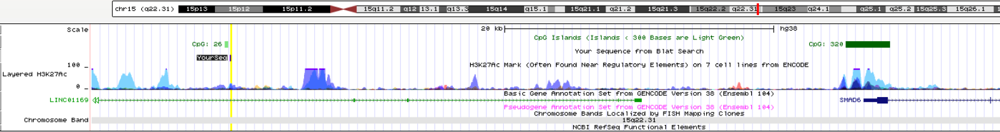 chr15 (q22.31) 15p13 15p12 15p11.2 15q11.2 q12 13.1 q13.3 15q14 q15.1 15q21.1 q21.2 15q21.3 15q22.2 q22.31 15q23 q24.1 q25.1 q25.2 15q25.3 15q26.1
Scale 20 kb hg38
CpG Islands (Islands < 300 Bases are Light Green)
CpG: 26 CpG: 320
Your Sequence from Blat Search
YourSeq
100 _ H3K27Ac Mark (Often Found Near Regulatory Elements) on 7 cell lines from ENCODE
Layered H3K27Ac
0 _
Basic Gene Annotation Set from GENCODE Version 38 (Ensembl 104)
LINC01169 SMAD6
Pseudogene Annotation Set from GENCODE Version 38 (Ensembl 104)
Chromosome Bands Localized by FISH Mapping Clones
Chromosome Band 15q22.31
NCBI RefSeq Functional Elements